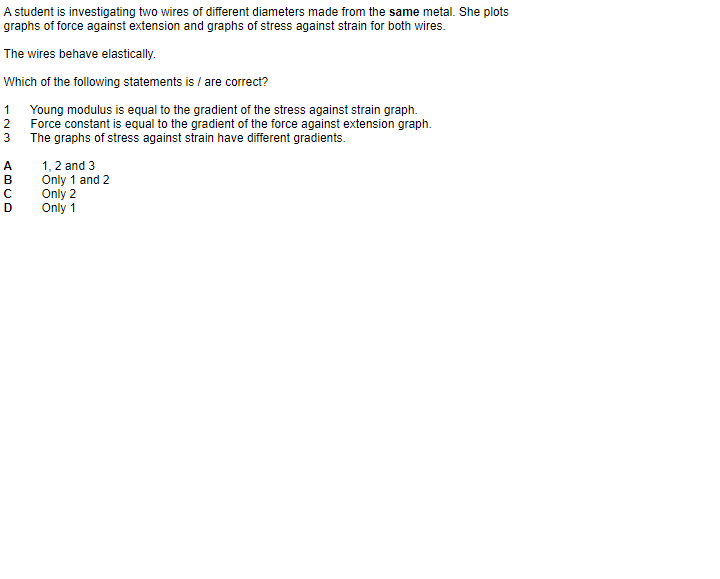 A student is investigating two wires of different diameters made from the same metal. She plots
graphs of force against extension and graphs of stress against strain for both wires.
The wires behave elastically.
Which of the following statements is / are correct?
1 Young modulus is equal to the gradient of the stress against strain graph.
2 Force constant is equal to the gradient of the force against extension graph.
3 The graphs of stress against strain have different gradients.
A 1, 2 and 3
B Only 1 and 2
C Only 2
D Only 1